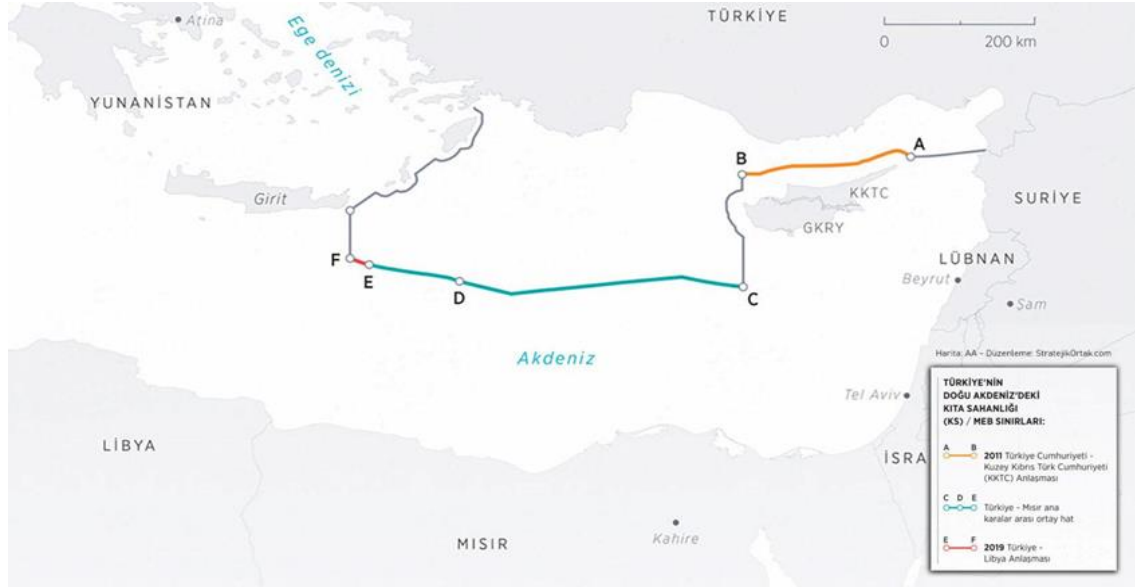 TÜRKİYE
0 200 km
Atina
Ege denizi
YUNANİSTAN
A
B
KKTC
Girit
SURİYE
GKRY
F
E
LÜBNAN
D
C
Beyrut
Şam
Akdeniz
Harita: AA - Düzenleme: StratejikOrtak.com
Tel Aviv
LİBYA
İSRA
MISIR
Kahire
TÜRKİYE'NİN
DOĞU AKDENİZ'DEKİ
KITA SAHANLIĞI
(KS) / MEB SINIRLARI:
A B
2011 Türkiye Cumhuriyeti -
Kuzey Kıbrıs Türk Cumhuriyeti
(KKTC) Anlaşması
C D E
Türkiye - Mısır ana
karalar arası ortay hat
E F
2019 Türkiye -
Libya Anlaşması